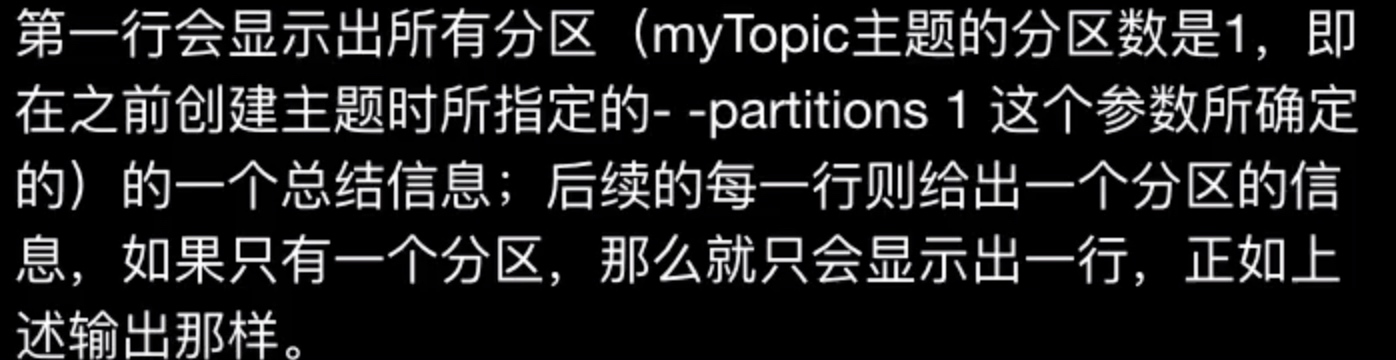 第一行会显示出所有分区（myTopic主题的分区数是1，即
在之前创建主题时所指定的- -partitions 1 这个参数所确定
的）的一个总结信息；后续的每一行则给出一个分区的信
息，如果只有一个分区，那么就只会显示出一行，正如上
述输出那样。